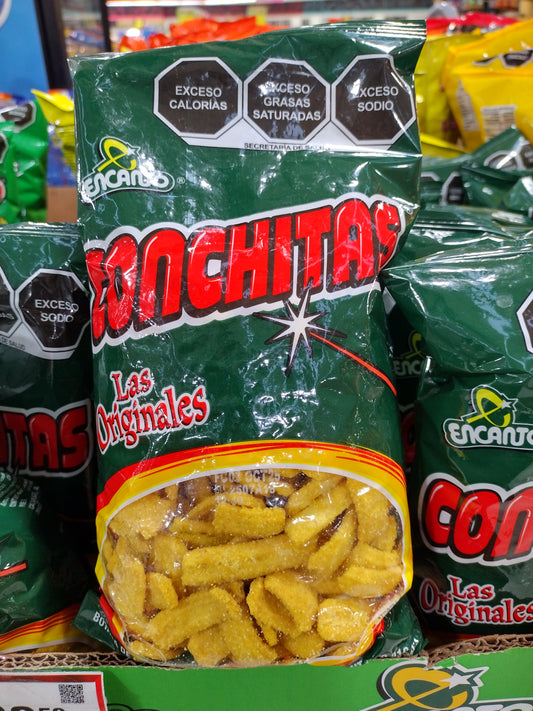 EXCESO
CALORÍAS
EXCESO
GRASAS
SATURADAS
EXCESO
SODIO
SECRETARÍA DE SALUD
ENCANTO
CONCHITAS
Las
Originales
EXCESO
SODIO
ITAS
ENCANTO
CON
Las
Originales